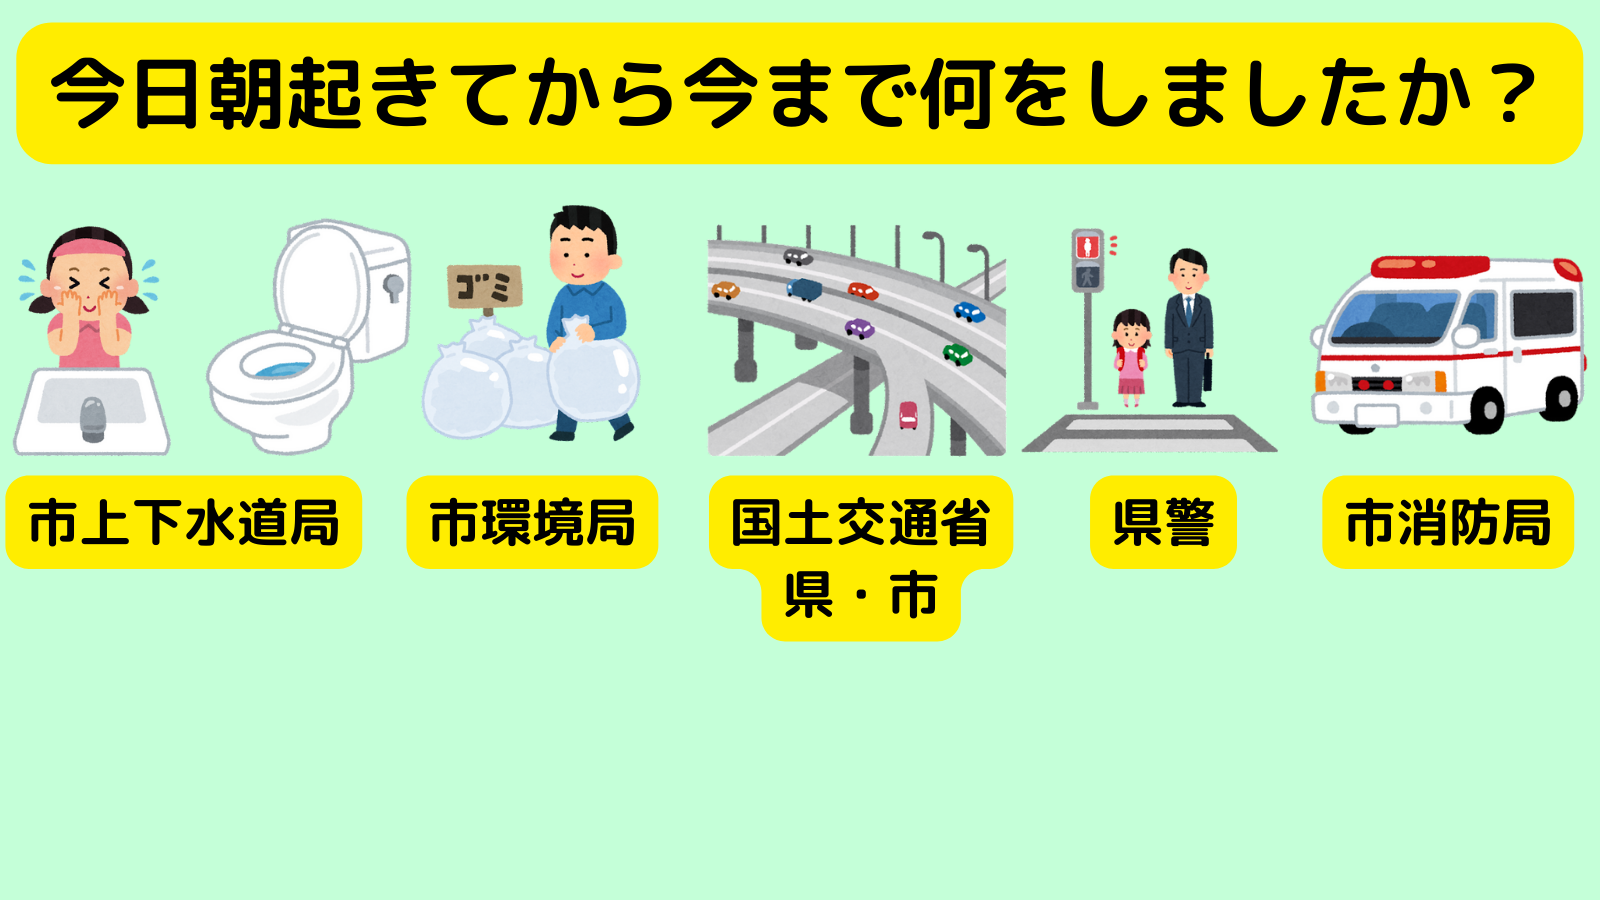 今日朝起きてから今まで何をしましたか？
ゴミ
市上下水道局
市環境局
国土交通省
県・市
県警
市消防局